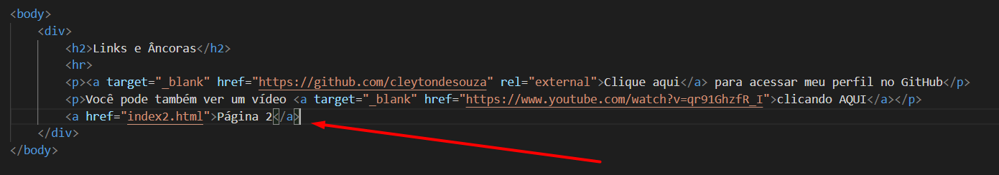 <body>
<div>
<h2>Links e Âncoras</h2>
<hr>
<p><a target="_blank" href="https://github.com/cleytondesouza" rel="external">Clique aqui</a> para acessar meu perfil no GitHub</p>
<p>Você pode também ver um vídeo <a target="_blank" href="https://www.youtube.com/watch?v=qr91GhzfR_I">clicando AQUI</a></p>
<a href="index2.html">Página 2</a>
</div>
</body>